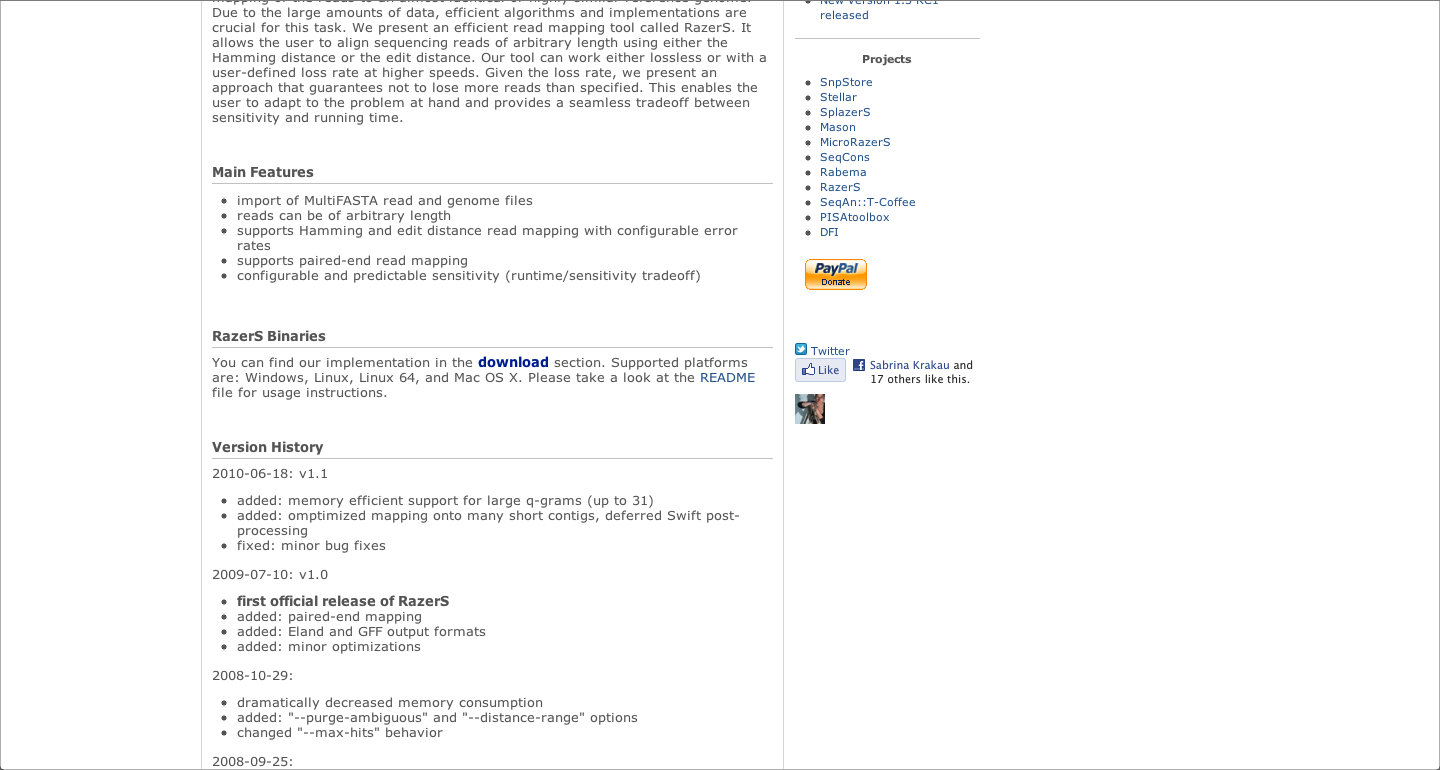 Due to the large amounts of data, efficient algorithms and implementations are
crucial for this task. We present an efficient read mapping tool called RazerS. It
allows the user to align sequencing reads of arbitrary length using either the
Hamming distance or the edit distance. Our tool can work either lossless or with a
user-defined loss rate at higher speeds. Given the loss rate, we present an
approach that guarantees not to lose more reads than specified. This enables the
user to adapt to the problem at hand and provides a seamless tradeoff between
sensitivity and running time.
Main Features
import of MultiFASTA read and genome files
reads can be of arbitrary length
supports Hamming and edit distance read mapping with configurable error
rates
supports paired-end read mapping
configurable and predictable sensitivity (runtime/sensitivity tradeoff)
RazerS Binaries
You can find our implementation in the download section. Supported platforms
are: Windows, Linux, Linux 64, and Mac OS X. Please take a look at the README
file for usage instructions.
Version History
2010-06-18: v1.1
added: memory efficient support for large q-grams (up to 31)
added: omptimized mapping onto many short contigs, deferred Swift post-
processing
fixed: minor bug fixes
2009-07-10: v1.0
first official release of RazerS
added: paired-end mapping
added: Eland and GFF output formats
added: minor optimizations
2008-10-29:
dramatically decreased memory consumption
added: "--purge-ambiguous" and "--distance-range" options
changed "--max-hits" behavior
2008-09-25:
released
Projects
SnpStore
Stellar
SplazerS
Mason
MicroRazerS
SeqCons
Rabema
RazerS
SeqAn::T-Coffee
PISAtoolbox
DFI
PayPal
Donate
Twitter
Like
Sabrina Krakau and
17 others like this.